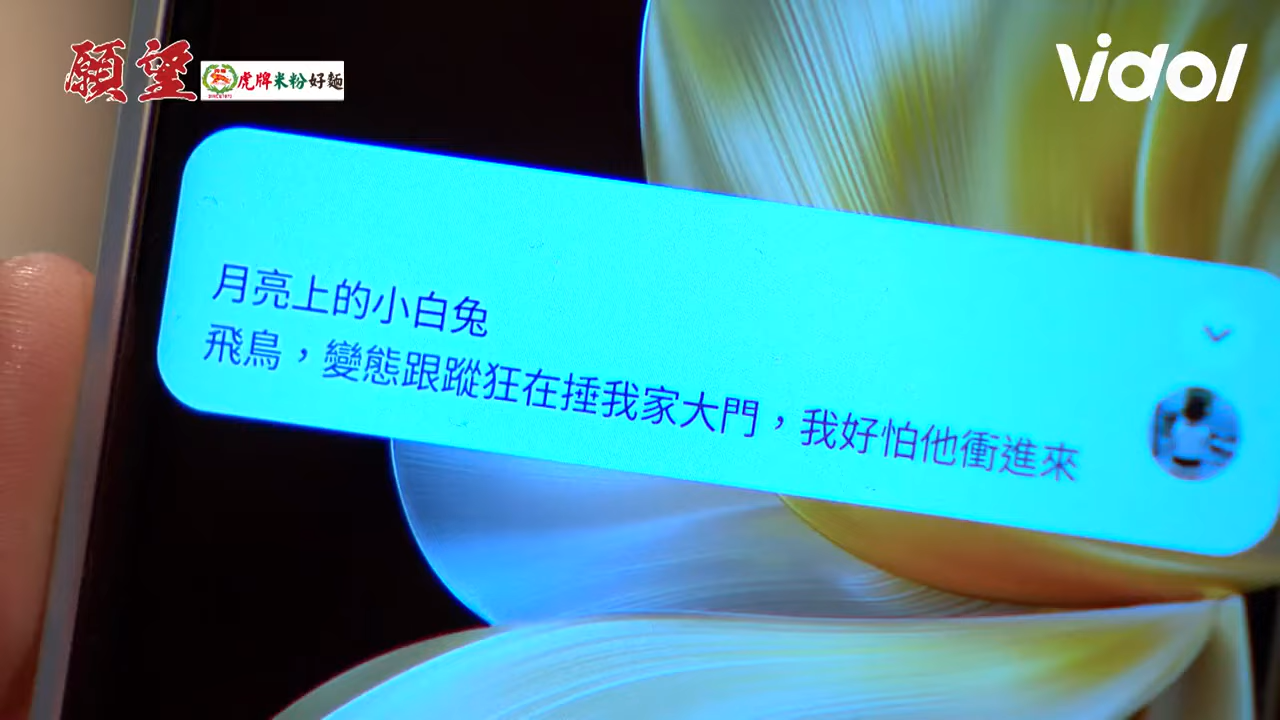 願望
虎牌米粉好麵
vidol
月亮上的小白兔
飛鳥，變態跟蹤狂在捶我家大門，我好怕他衝進來